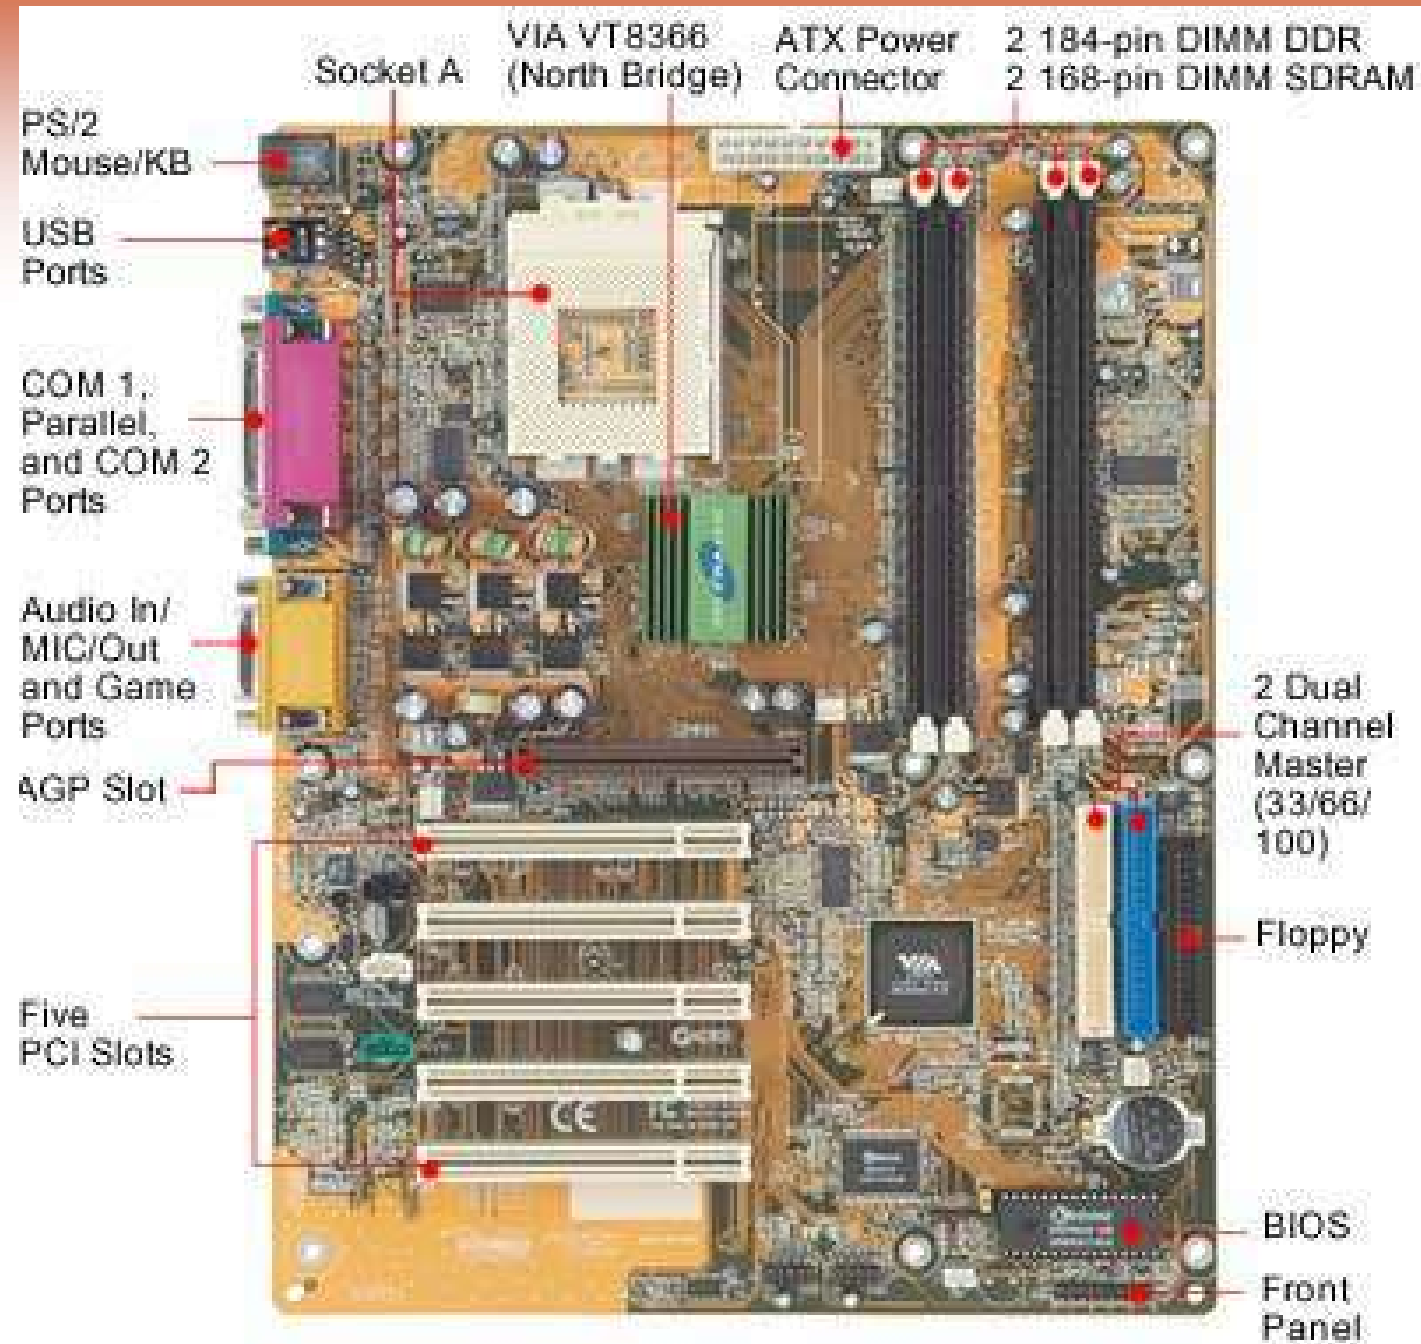 VIA VT8366
(North Bridge)
ATX Power
Connector
2 184-pin DIMM DDR
2 168-pin DIMM SDRAM
Socket A
PS/2
Mouse/KB
USB
Ports
COM 1,
Parallel,
and COM 2
Ports
Audio In/
MIC/Out
and Game
Ports
AGP Slot
Five
PCI Slots
2 Dual
Channel
Master
(33/66/
100)
Floppy
BIOS
Front
Panel
VIA
CE